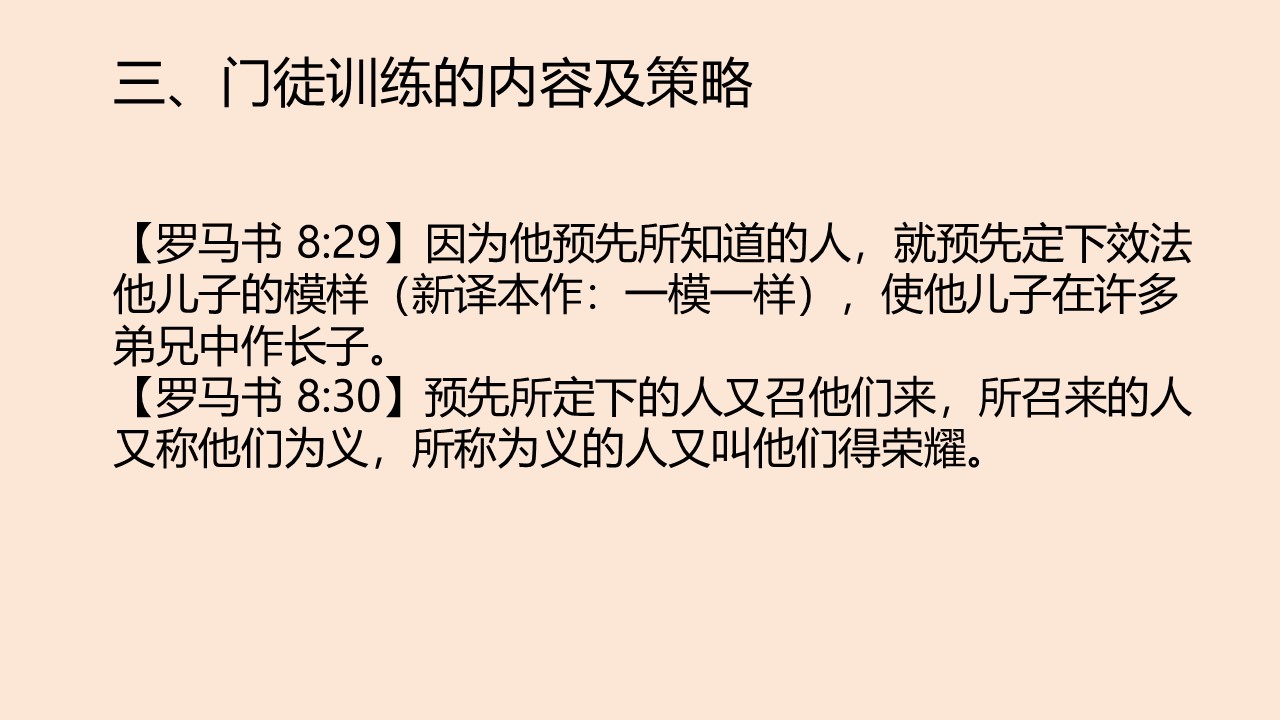 三、门徒训练的内容及策略
【罗马书 8:29】因为他预先所知道的人，就预先定下效法
他儿子的模样（新译本作：一模一样），使他儿子在许多
弟兄中作长子。
【罗马书 8:30】预先所定下的人又召他们来，所召来的人
又称他们为义，所称为义的人又叫他们得荣耀。